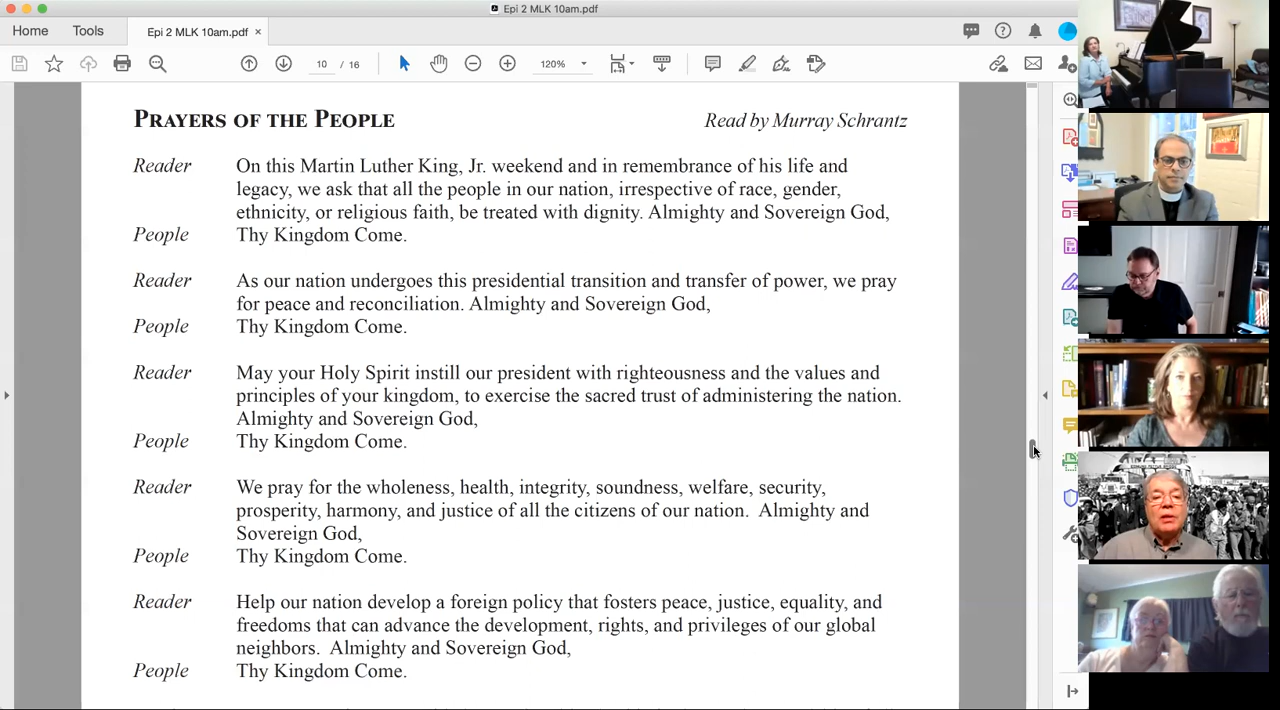 Epi 2 MLK 10am.pdf
Home Tools Epi 2 MLK 10am.pdf ×
10 / 16 120%
PRAYERS OF THE PEOPLE Read by Murray Schrantz
Reader On this Martin Luther King, Jr. weekend and in remembrance of his life and
legacy, we ask that all the people in our nation, irrespective of race, gender,
ethnicity, or religious faith, be treated with dignity. Almighty and Sovereign God,
People Thy Kingdom Come.
Reader As our nation undergoes this presidential transition and transfer of power, we pray
for peace and reconciliation. Almighty and Sovereign God,
People Thy Kingdom Come.
Reader May your Holy Spirit instill our president with righteousness and the values and
principles of your kingdom, to exercise the sacred trust of administering the nation.
Almighty and Sovereign God,
People Thy Kingdom Come.
Reader We pray for the wholeness, health, integrity, soundness, welfare, security,
prosperity, harmony, and justice of all the citizens of our nation. Almighty and
Sovereign God,
People Thy Kingdom Come.
Reader Help our nation develop a foreign policy that fosters peace, justice, equality, and
freedoms that can advance the development, rights, and privileges of our global
neighbors. Almighty and Sovereign God,
People Thy Kingdom Come.